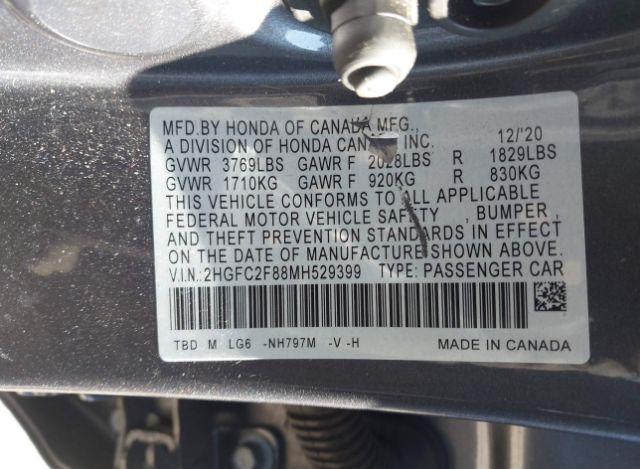 MFD.BY HONDA OF CANADA MFG.,
A DIVISION OF HONDA INC. 12/'20
GVWR 3769LBS GAWR F 2028LBS R 1829LBS
GVWR 1710KG GAWR F 920KG R 830KG
THIS VEHICLE CONFORMS TO ALL APPLICABLE
FEDERAL MOTOR VEHICLE SAFETY , BUMPER,
AND THEFT PREVENTION STANDARDS IN EFFECT
ON THE DATE OF MANUFACTURE SHOWN ABOVE.
V.I.N.:2HGFC2F88MH529399 TYPE: PASSENGER CAR
TBD M LG6 -NH797M -V -H MADE IN CANADA